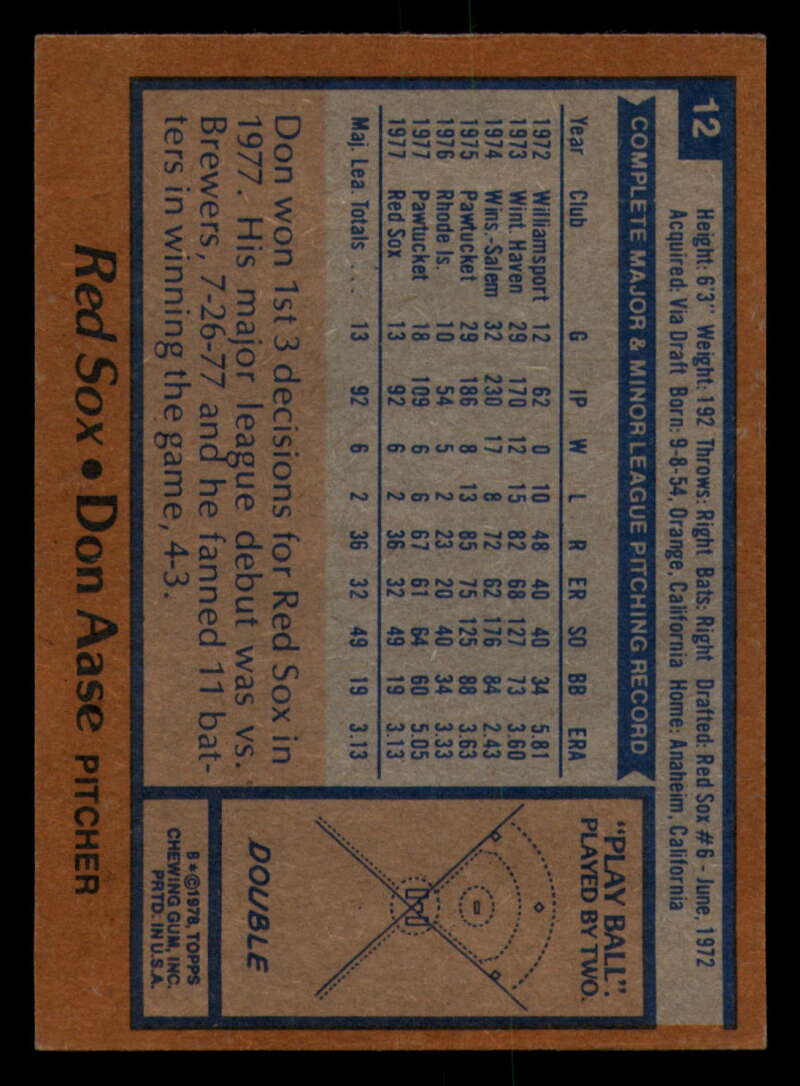 12
Height: 6'3" Weight: 192 Throws: Right Bats: Right Drafted: Red Sox #6 - June, 1972
Acquired: Via Draft Born: 9-8-54, Orange, California Home: Anaheim, California
COMPLETE MAJOR & MINOR LEAGUE PITCHING RECORD
Year Club G IP W L R ER SO BB ERA
1972 Williamsport 12 62 0 10 48 40 40 34 5.81
1973 Wint. Haven 29 170 12 15 82 68 127 73 3.60
1974 Wins.-Salem 32 230 17 8 72 62 176 84 2.43
1975 Pawtucket 29 186 8 13 85 75 125 88 3.63
1976 Rhode Is. 10 54 5 2 23 20 40 34 3.33
1977 Pawtucket 18 109 6 6 67 61 64 60 5.05
1977 Red Sox 13 92 6 2 36 32 49 19 3.13
Maj. Lea. Totals .... 13 92 6 2 36 32 49 19 3.13
Don won 1st 3 decisions for Red Sox in
1977. His major league debut was vs.
Brewers, 7-26-77 and he fanned 11 bat-
ters in winning the game, 4-3.
"PLAY BALL":
PLAYED BY TWO.
DOUBLE
B*©1978, TOPPS
CHEWING GUM, INC.
PRTD. IN U.S.A.
Red Sox • Don Aase PITCHER